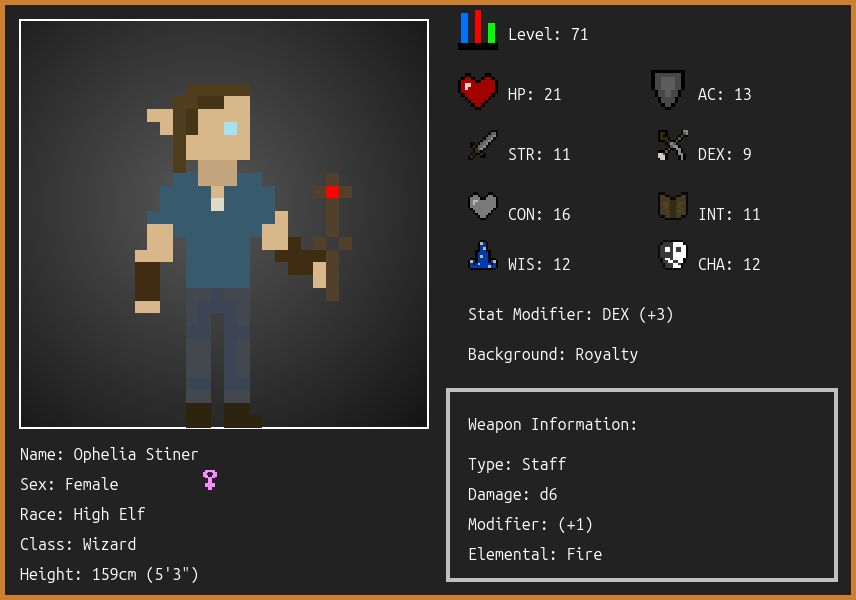 Level: 71
HP: 21
AC: 13
STR: 11
DEX: 9
CON: 16
INT: 11
WIS: 12
CHA: 12
Stat Modifier: DEX (+3)
Background: Royalty
Weapon Information:
Type: Staff
Damage: d6
Modifier: (+1)
Elemental: Fire
Name: Ophelia Stiner
Sex: Female
Race: High Elf
Class: Wizard
Height: 159cm (5'3")